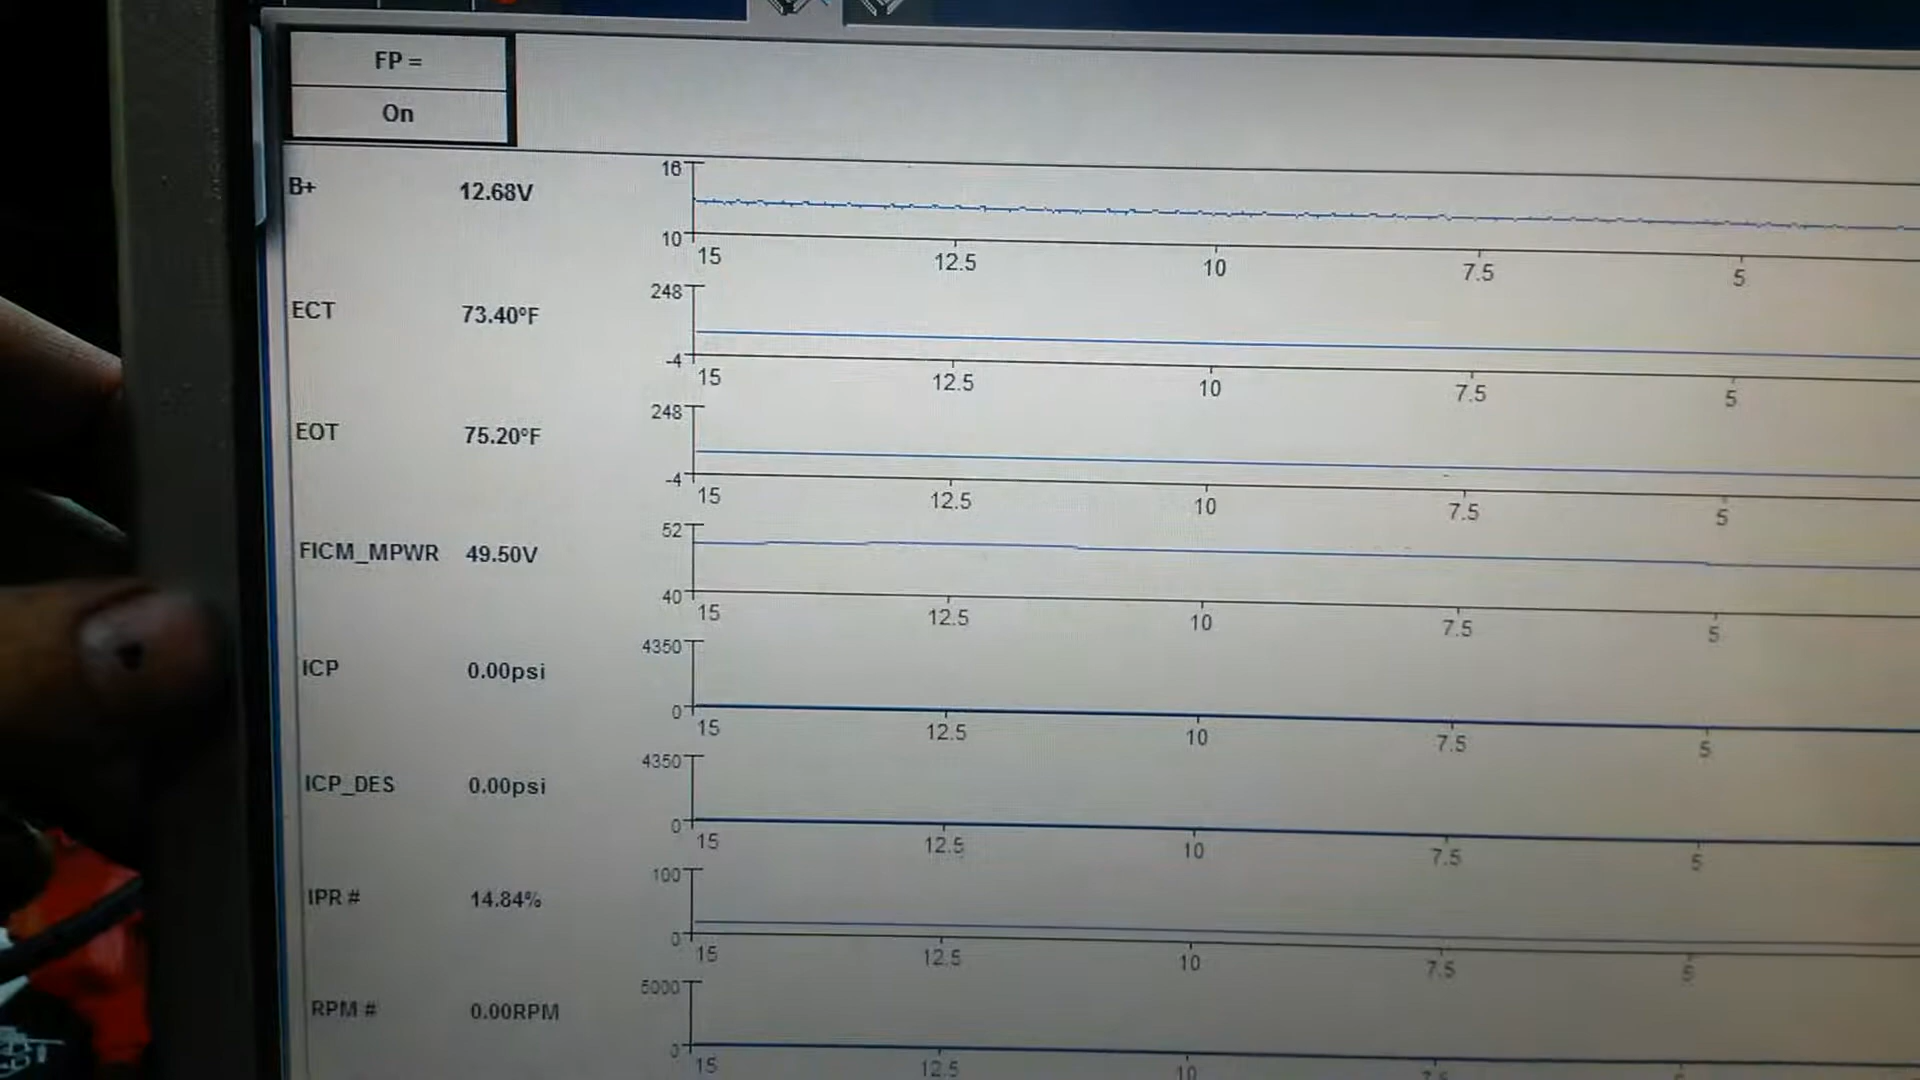 FP =
On
B+ 12.68V 16
10
15 12.5 10 7.5 5
ECT 73.40°F 248
-4
15 12.5 10 7.5 5
EOT 75.20°F 248
-4
15 12.5 10 7.5 5
FICM_MPWR 49.50V 52
40
15 12.5 10 7.5 5
ICP 0.00psi 4350
0
15 12.5 10 7.5 5
ICP_DES 0.00psi 4350
0
15 12.5 10 7.5 5
IPR # 14.84% 100
0
15 12.5 10 7.5 5
RPM # 0.00RPM 5000
0
15 12.5 10 7.5